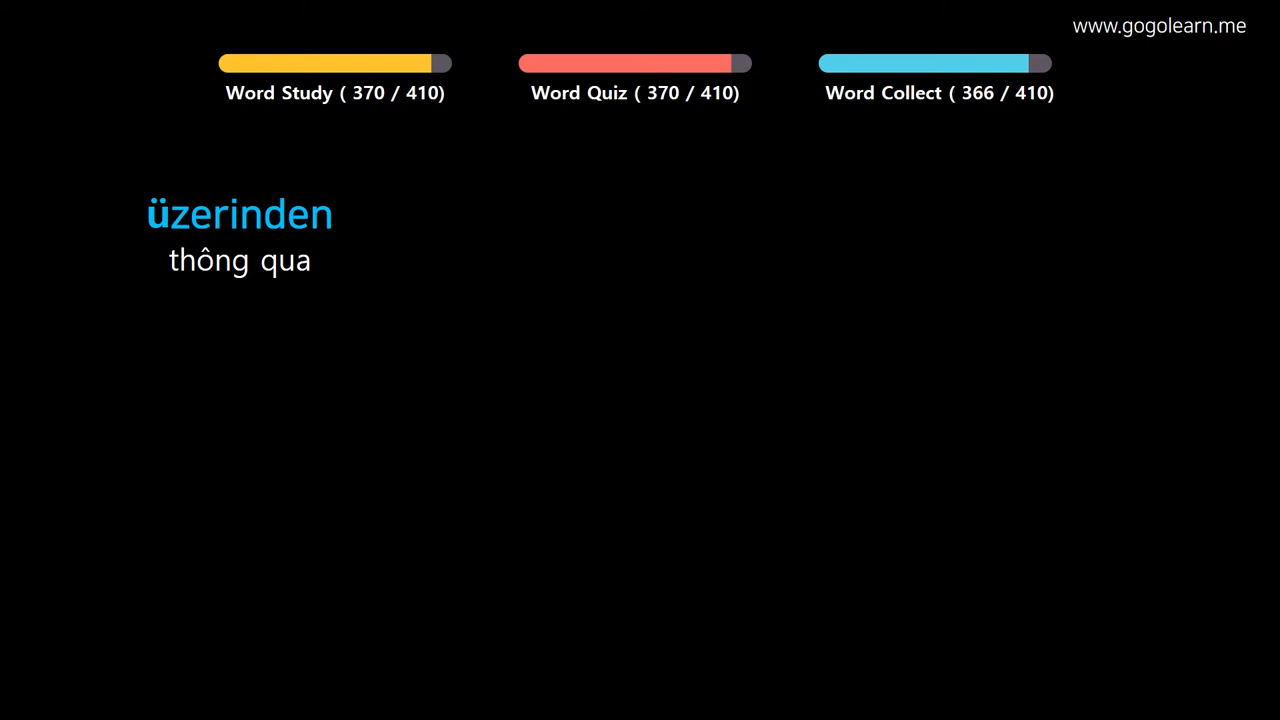 www.gogolearn.me
Word Study ( 370 / 410)
Word Quiz ( 370 / 410)
Word Collect ( 366 / 410)
üzerinden
thông qua